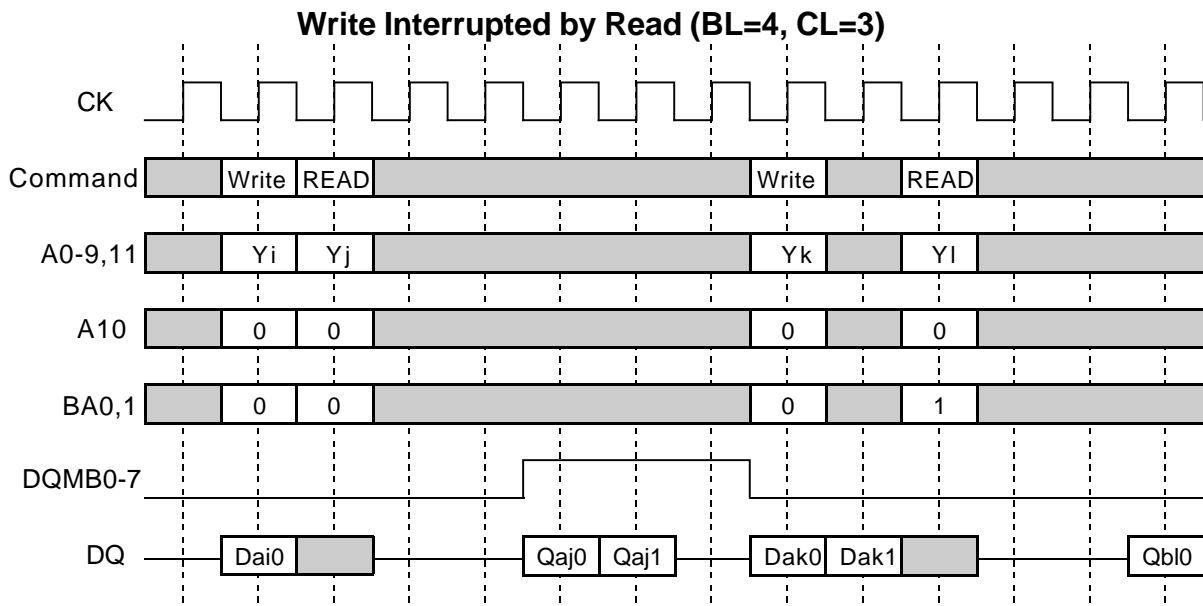 Write Interrupted by Read (BL=4, CL=3)
CK
Command Write READ Write READ
A0-9,11 Yi Yj Yk Yl
A10 0 0 0 0
BA0,1 0 0 0 1
DQMB0-7
DQ Dai0 Qaj0 Qaj1 Dak0 Dak1 Qbl0